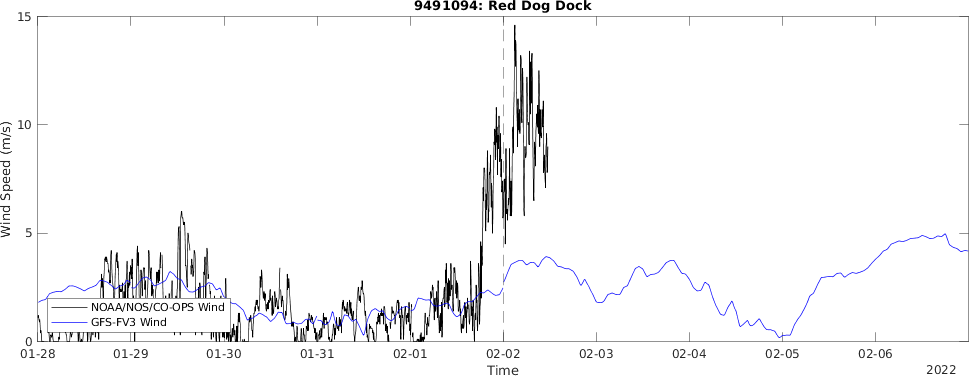 9491094: Red Dog Dock
15
10
5
0
Wind Speed (m/s)
NOAA/NOS/CO-OPS Wind
GFS-FV3 Wind
01-28 01-29 01-30 01-31 02-01 02-02 02-03 02-04 02-05 02-06
Time
2022